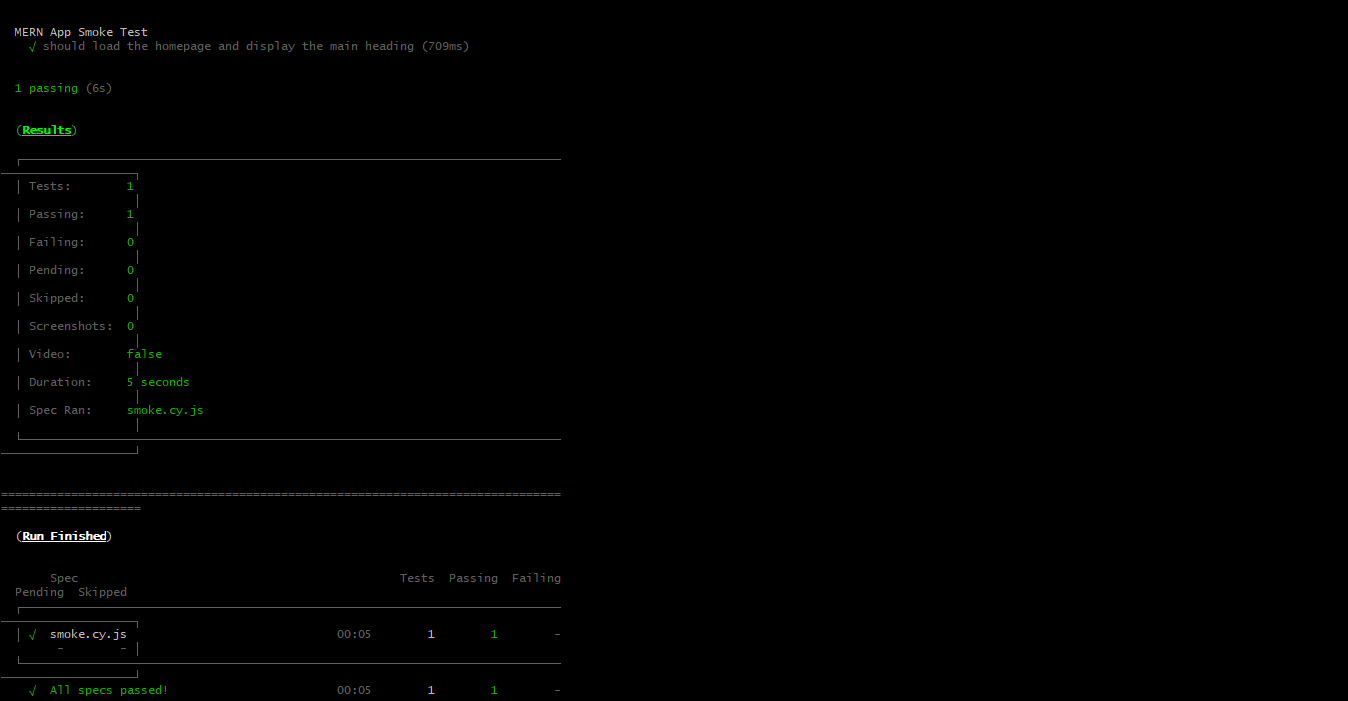 MERN App Smoke Test
√ should load the homepage and display the main heading (709ms)
1 passing (6s)
(Results)
│ Tests: 1
│
│ Passing: 1
│
│ Failing: 0
│
│ Pending: 0
│
│ Skipped: 0
│
│ Screenshots: 0
│
│ Video: false
│
│ Duration: 5 seconds
│
│ Spec Ran: smoke.cy.js
│
================================================================================
====================
(Run Finished)
Spec Tests Passing Failing
Pending Skipped
│ √ smoke.cy.js 00:05 1 1 -
- - │
√ All specs passed! 00:05 1 1 -